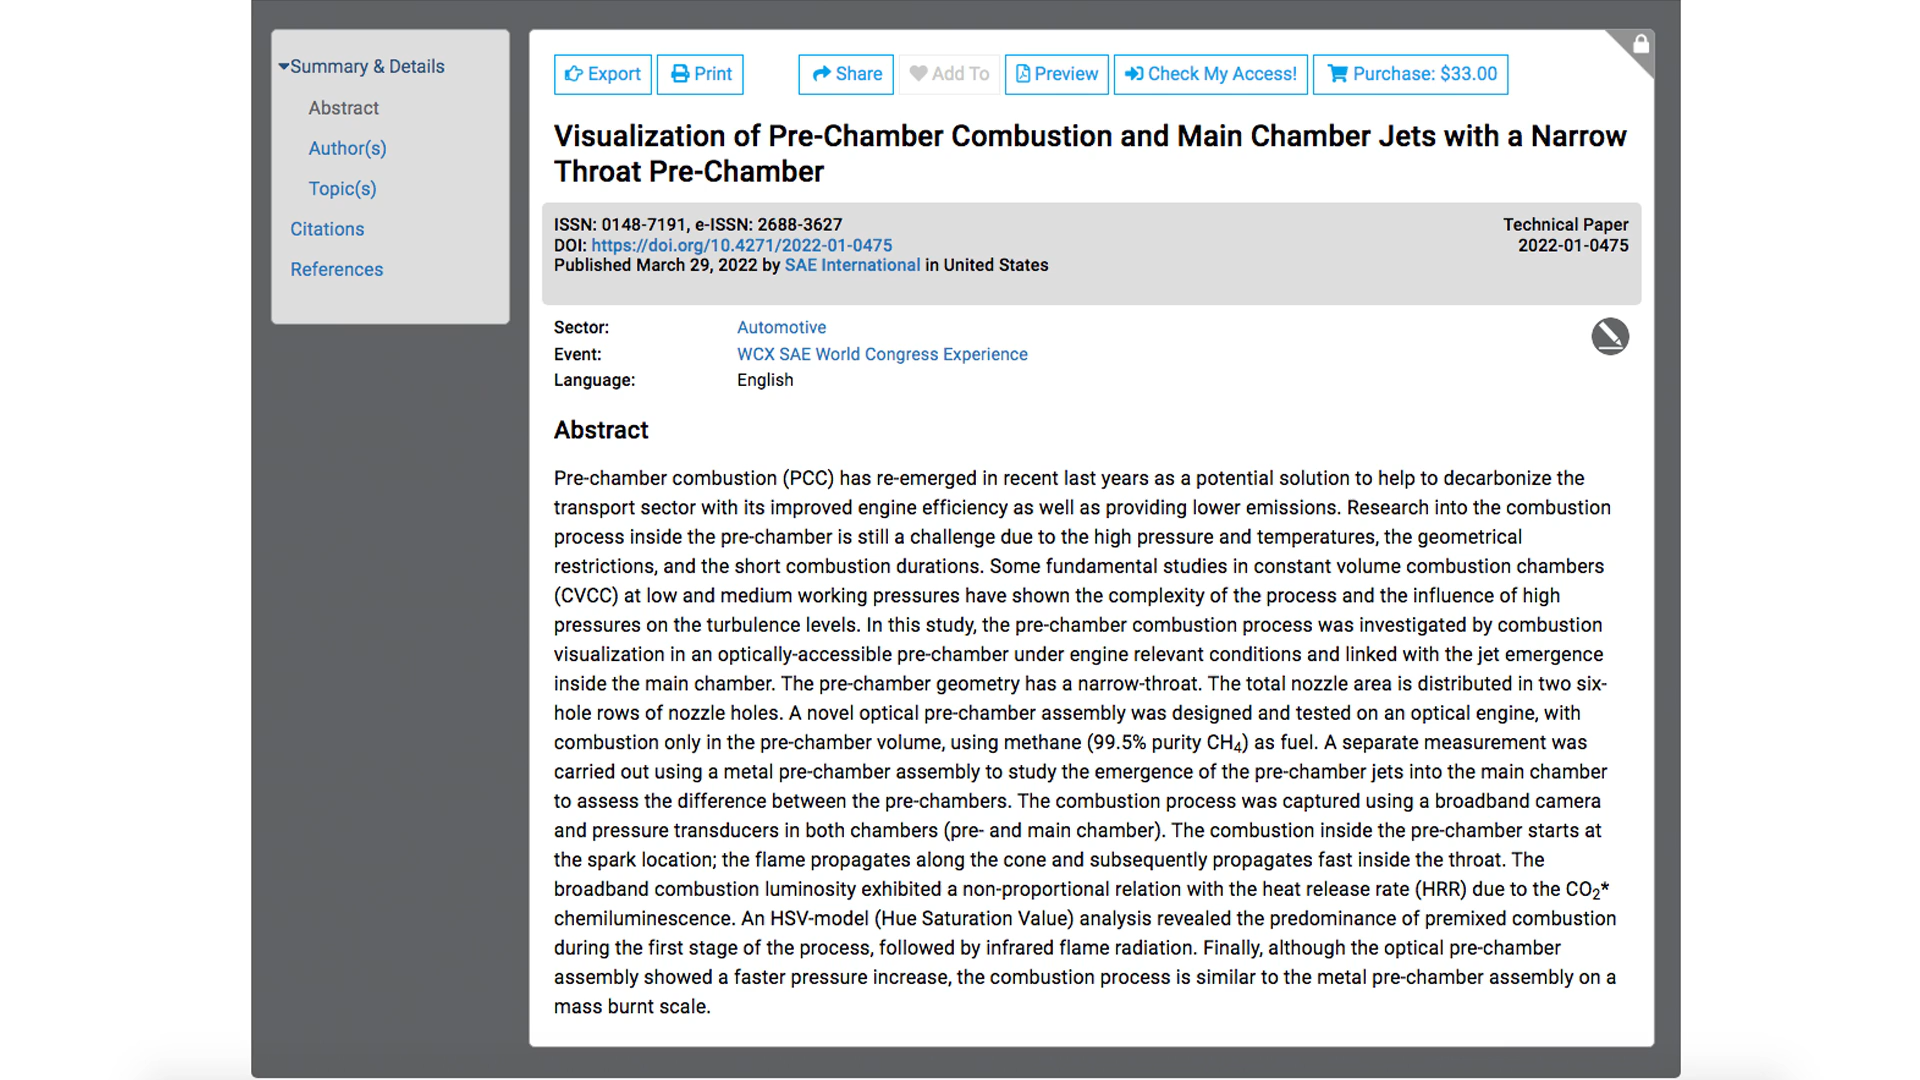 Summary & Details
Abstract
Author(s)
Topic(s)
Citations
References
Export Print Share Add To Preview Check My Access! Purchase: $33.00
Visualization of Pre-Chamber Combustion and Main Chamber Jets with a Narrow
Throat Pre-Chamber
ISSN: 0148-7191, e-ISSN: 2688-3627
Technical Paper
DOI: https://doi.org/10.4271/2022-01-0475
2022-01-0475
Published March 29, 2022 by SAE International in United States
Sector: Automotive
Event: WCX SAE World Congress Experience
Language: English
Abstract
Pre-chamber combustion (PCC) has re-emerged in recent last years as a potential solution to help to decarbonize the
transport sector with its improved engine efficiency as well as providing lower emissions. Research into the combustion
process inside the pre-chamber is still a challenge due to the high pressure and temperatures, the geometrical
restrictions, and the short combustion durations. Some fundamental studies in constant volume combustion chambers
(CVCC) at low and medium working pressures have shown the complexity of the process and the influence of high
pressures on the turbulence levels. In this study, the pre-chamber combustion process was investigated by combustion
visualization in an optically-accessible pre-chamber under engine relevant conditions and linked with the jet emergence
inside the main chamber. The pre-chamber geometry has a narrow-throat. The total nozzle area is distributed in two six-
hole rows of nozzle holes. A novel optical pre-chamber assembly was designed and tested on an optical engine, with
combustion only in the pre-chamber volume, using methane (99.5% purity CH₄) as fuel. A separate measurement was
carried out using a metal pre-chamber assembly to study the emergence of the pre-chamber jets into the main chamber
to assess the difference between the pre-chambers. The combustion process was captured using a broadband camera
and pressure transducers in both chambers (pre- and main chamber). The combustion inside the pre-chamber starts at
the spark location; the flame propagates along the cone and subsequently propagates fast inside the throat. The
broadband combustion luminosity exhibited a non-proportional relation with the heat release rate (HRR) due to the CO₂*
chemiluminescence. An HSV-model (Hue Saturation Value) analysis revealed the predominance of premixed combustion
during the first stage of the process, followed by infrared flame radiation. Finally, although the optical pre-chamber
assembly showed a faster pressure increase, the combustion process is similar to the metal pre-chamber assembly on a
mass burnt scale.